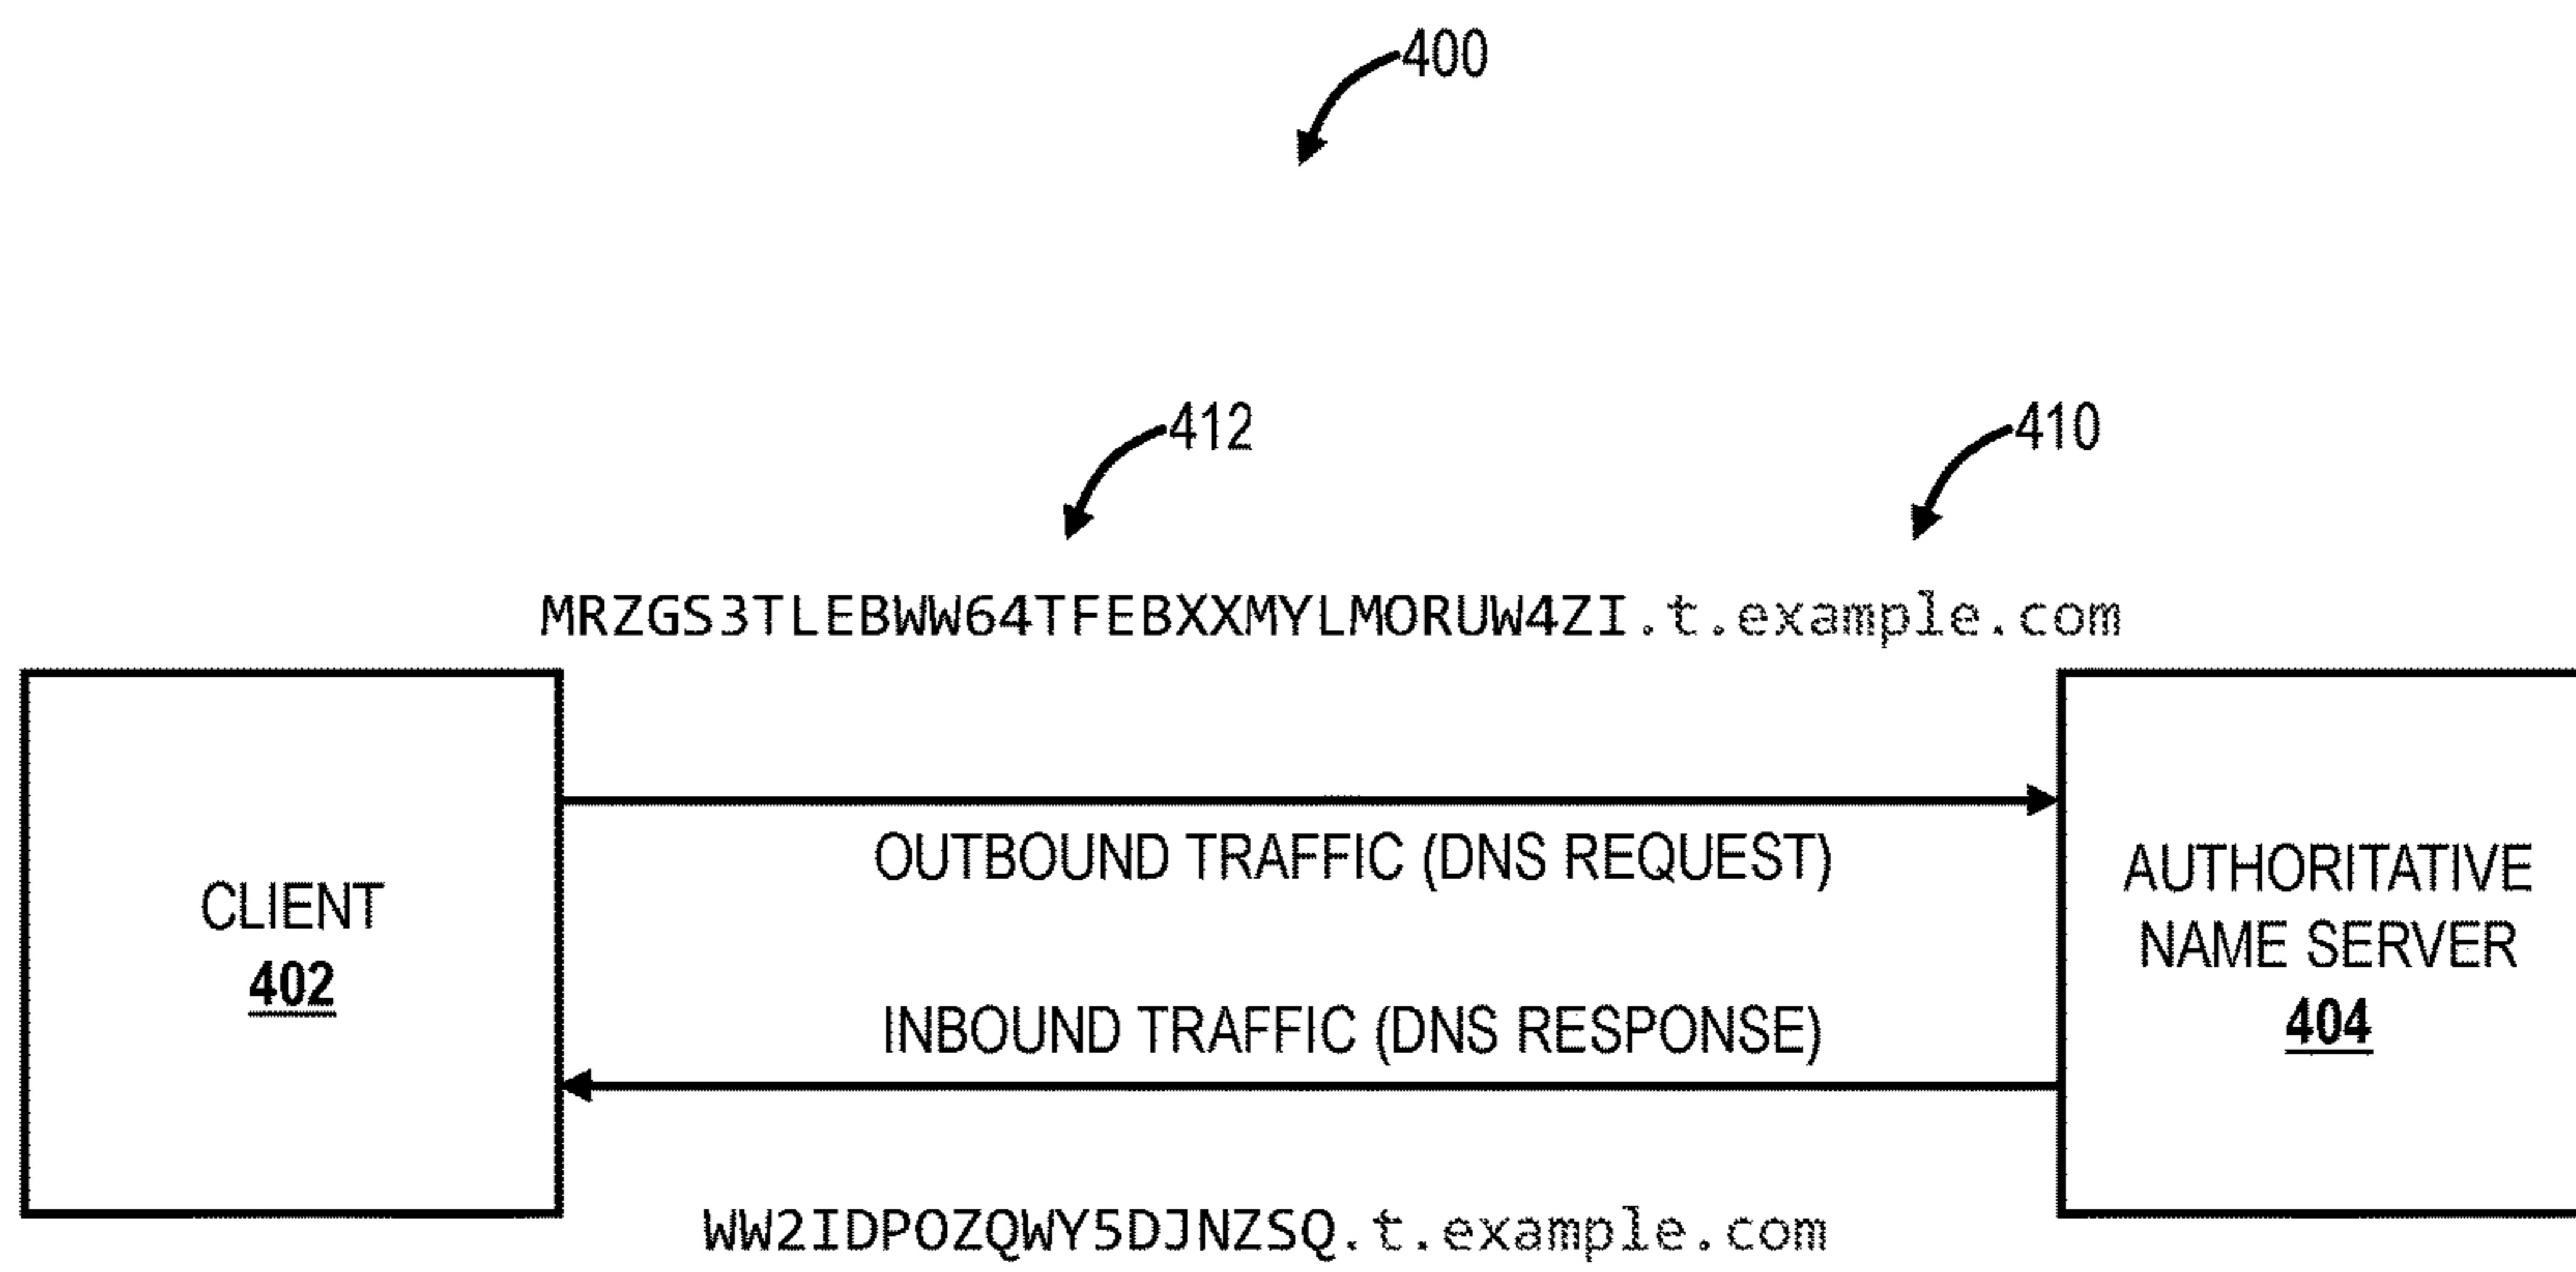 400
412
410
MRZGS3TLEBWW64TFEBXXMYLMORUW4ZI.t.example.com
OUTBOUND TRAFFIC (DNS REQUEST)
CLIENT
402
AUTHORITATIVE
NAME SERVER
404
INBOUND TRAFFIC (DNS RESPONSE)
WW2IDPOZQWY5DJNZSQ.t.example.com